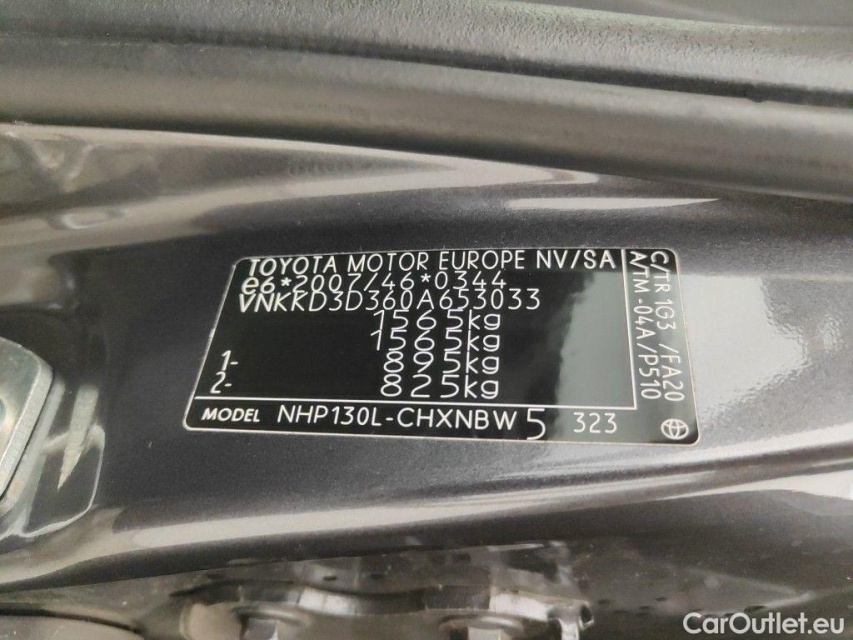 TOYOTA MOTOR EUROPE NV/SA
e6*2007/46*0344
VNKKD3D360A653033
1565kg
1565kg
1- 895kg
2- 825kg
MODEL NHP130L-CHXNBW 5 323
C/TR 1G3 /FA20
A/TM -04A/P510
CarOutlet.eu